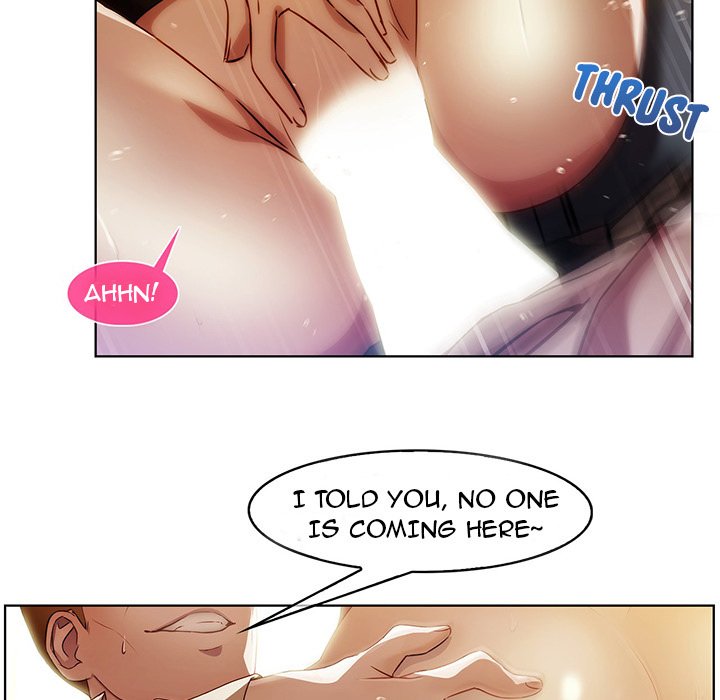 THRUST
AHHN!
I TOLD YOU, NO ONE
IS COMING HERE~